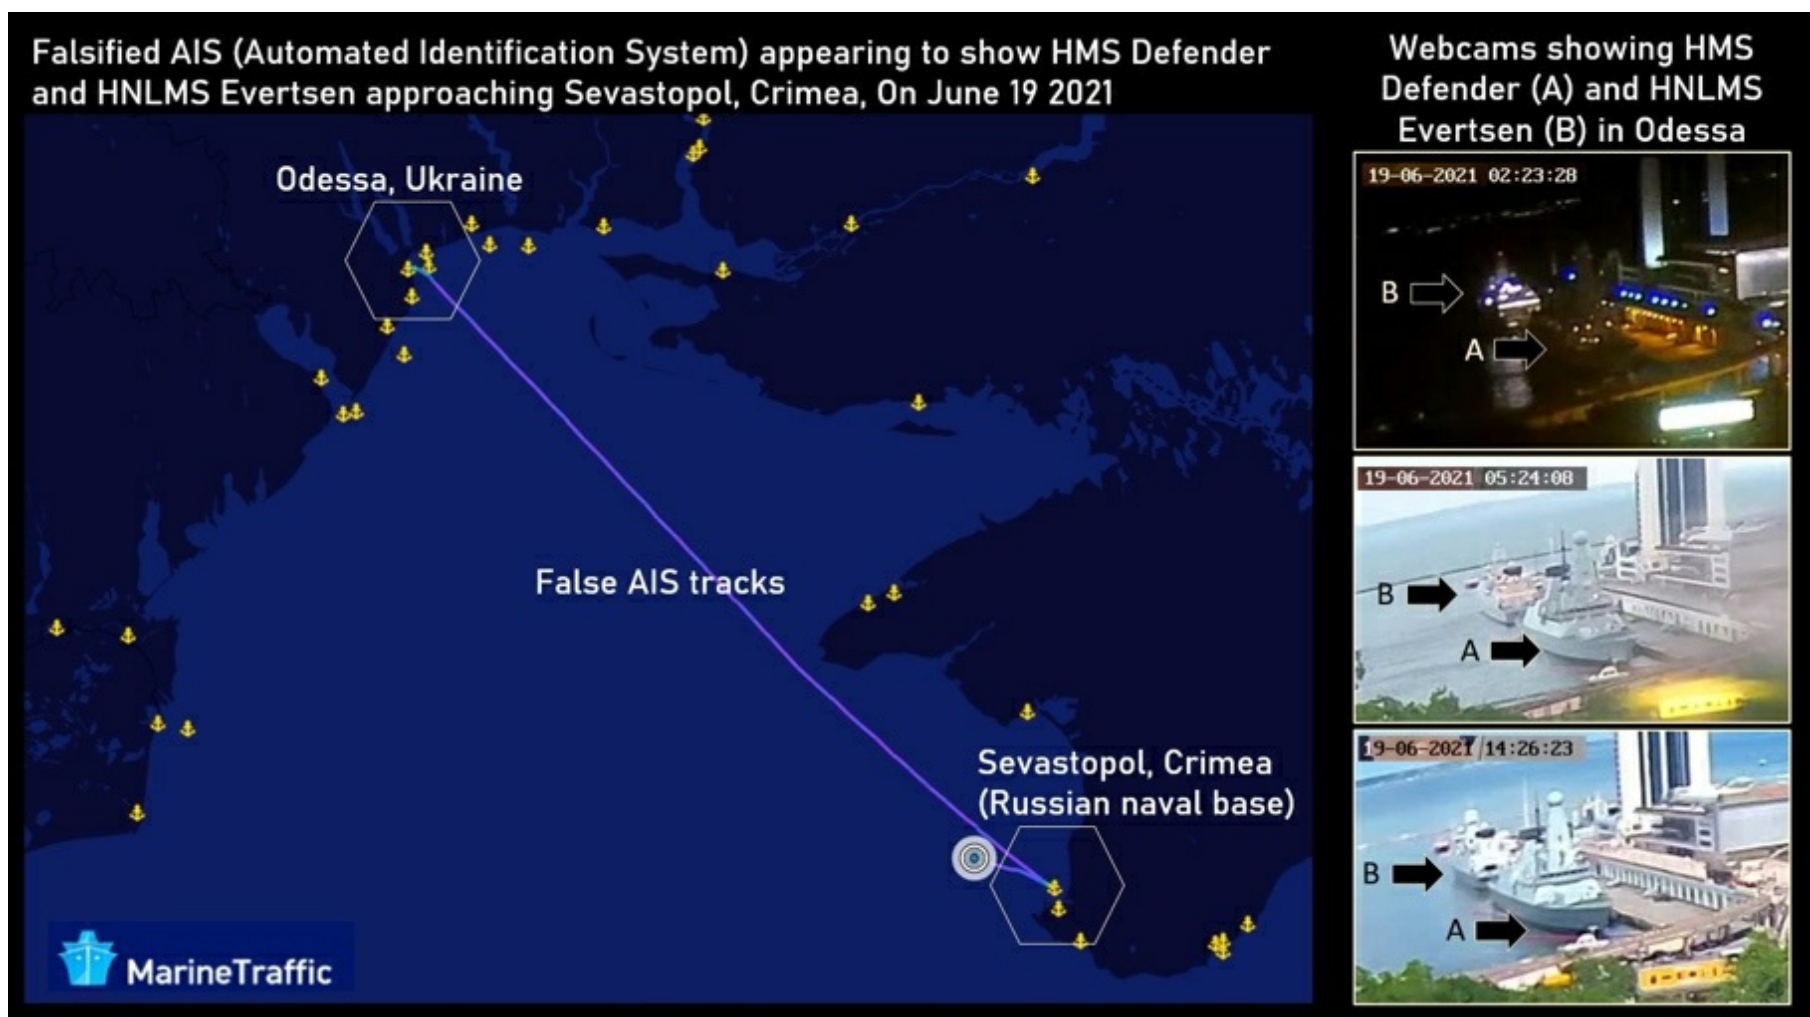 Falsified AIS (Automated Identification System) appearing to show HMS Defender
and HNLMS Evertsen approaching Sevastopol, Crimea, On June 19 2021
Odessa, Ukraine
False AIS tracks
Sevastopol, Crimea
(Russian naval base)
MarineTraffic
Webcams showing HMS
Defender (A) and HNLMS
Evertsen (B) in Odessa
19-06-2021 02:23:28
B
A
19-06-2021 05:24:08
B
A
19-06-2021 14:26:23
B
A